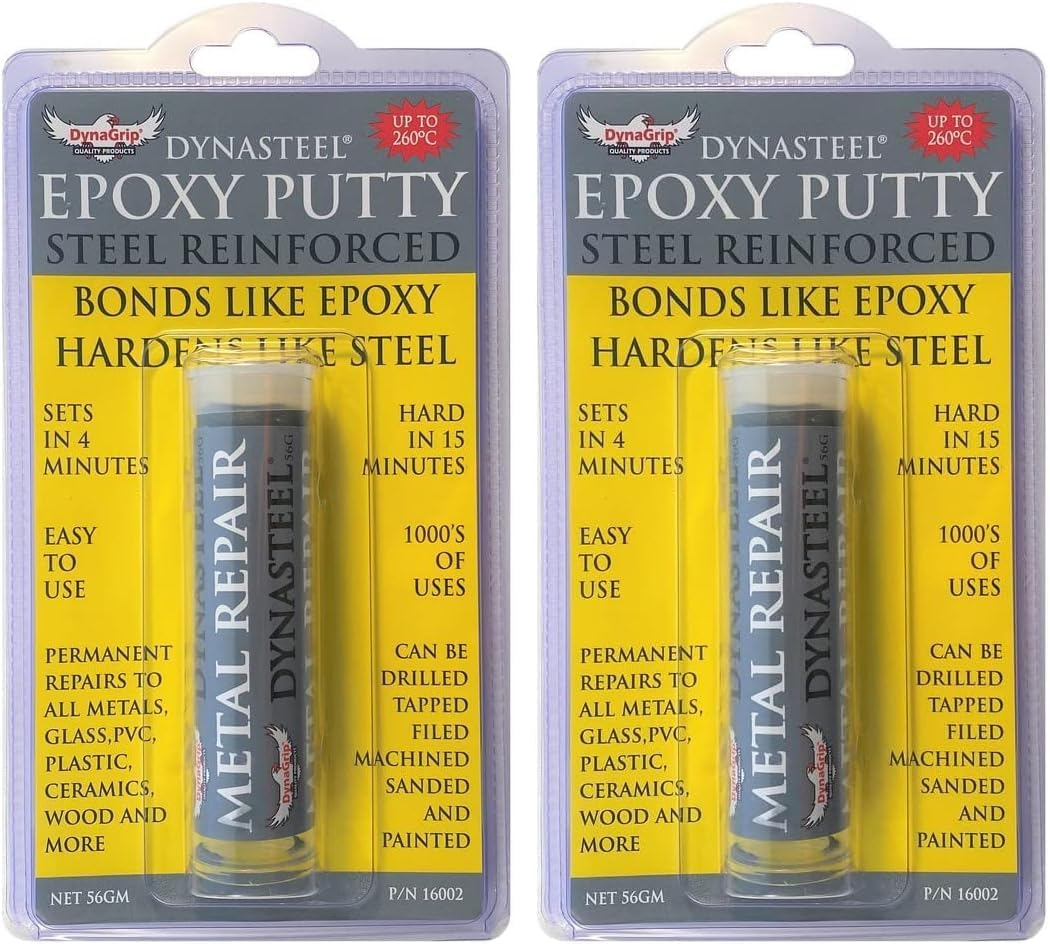 DynaGrip®
QUALITY PRODUCTS
UP TO
260ºC
DYNASTEEL®
EPOXY PUTTY
STEEL REINFORCED
BONDS LIKE EPOXY
HARDENS LIKE STEEL
SETS
IN 4
MINUTES
HARD
IN 15
MINUTES
EASY
TO
USE
1000'S
OF
USES
PERMANENT
REPAIRS TO
ALL METALS,
GLASS,PVC,
PLASTIC,
CERAMICS,
WOOD AND
MORE
CAN BE
DRILLED
TAPPED
FILED
MACHINED
SANDED
AND
PAINTED
METAL REPAIR
DYNASTEEL® 56G
DynaGrip
NET 56GM
P/N 16002
DynaGrip®
QUALITY PRODUCTS
UP TO
260ºC
DYNASTEEL®
EPOXY PUTTY
STEEL REINFORCED
BONDS LIKE EPOXY
HARDENS LIKE STEEL
SETS
IN 4
MINUTES
HARD
IN 15
MINUTES
EASY
TO
USE
1000'S
OF
USES
PERMANENT
REPAIRS TO
ALL METALS,
GLASS,PVC,
PLASTIC,
CERAMICS,
WOOD AND
MORE
CAN BE
DRILLED
TAPPED
FILED
MACHINED
SANDED
AND
PAINTED
METAL REPAIR
DYNASTEEL® 56G
DynaGrip
NET 56GM
P/N 16002